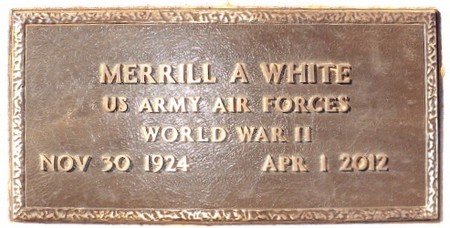 MERRILL A WHITE
US ARMY AIR FORCES
WORLD WAR II
NOV 30 1924 APR 1 2012